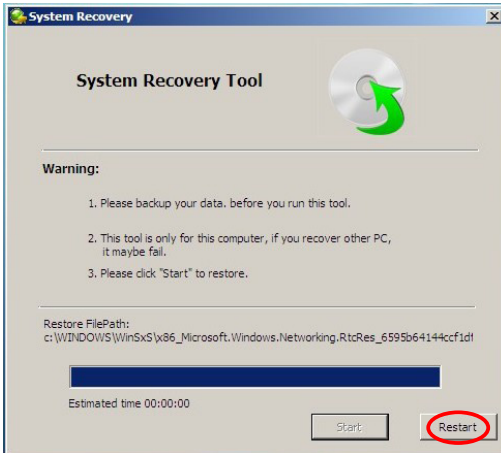 System Recovery
System Recovery Tool
Warning:
1. Please backup your data. before you run this tool.
2. This tool is only for this computer, if you recover other PC,
it maybe fail.
3. Please click "Start" to restore.
Restore FilePath:
c:\WINDOWS\WinSxS\x86_Microsoft.Windows.Networking.RtcRes_6595b64144ccf1df
Estimated time 00:00:00
Start
Restart